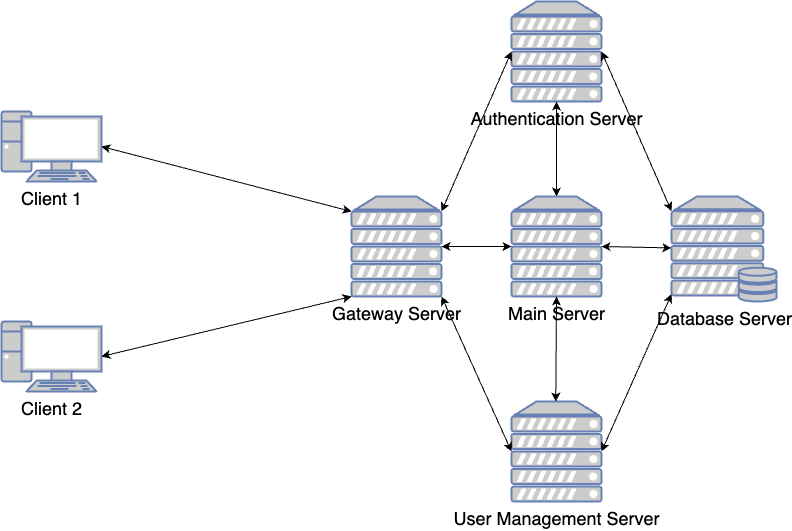 Authentication Server
Client 1
Gateway Server
Main Server
Database Server
Client 2
User Management Server